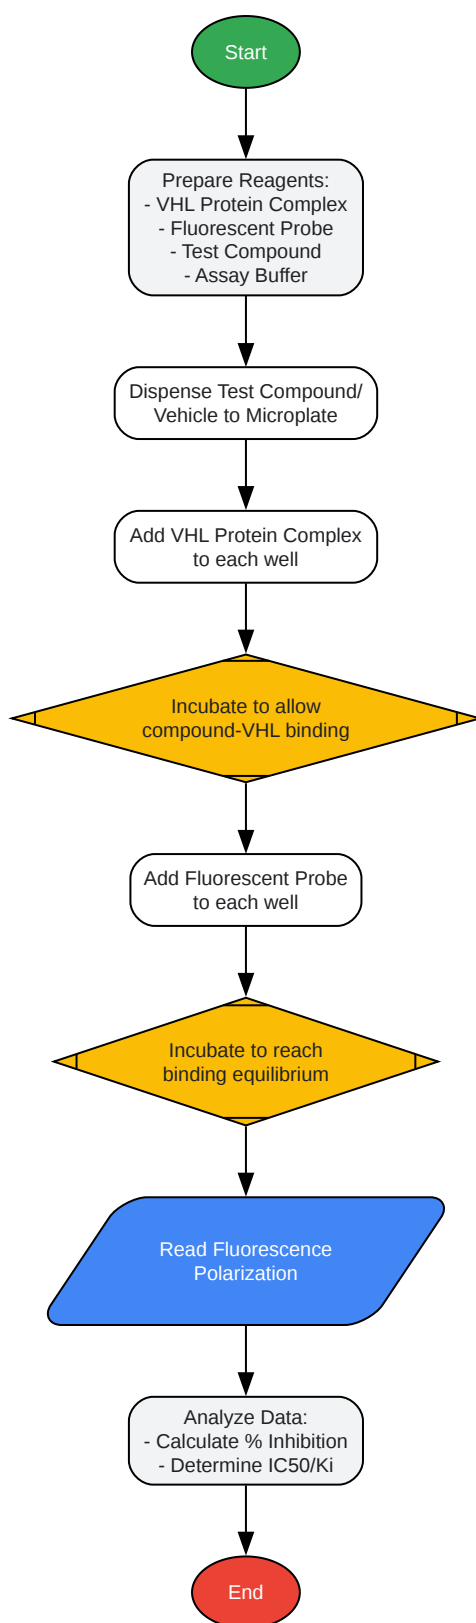 Start
Prepare Reagents:
- VHL Protein Complex
- Fluorescent Probe
- Test Compound
- Assay Buffer
Dispense Test Compound/
Vehicle to Microplate
Add VHL Protein Complex
to each well
Incubate to allow
compound-VHL binding
Add Fluorescent Probe
to each well
Incubate to reach
binding equilibrium
Read Fluorescence
Polarization
Analyze Data:
- Calculate % Inhibition
- Determine IC50/Ki
End